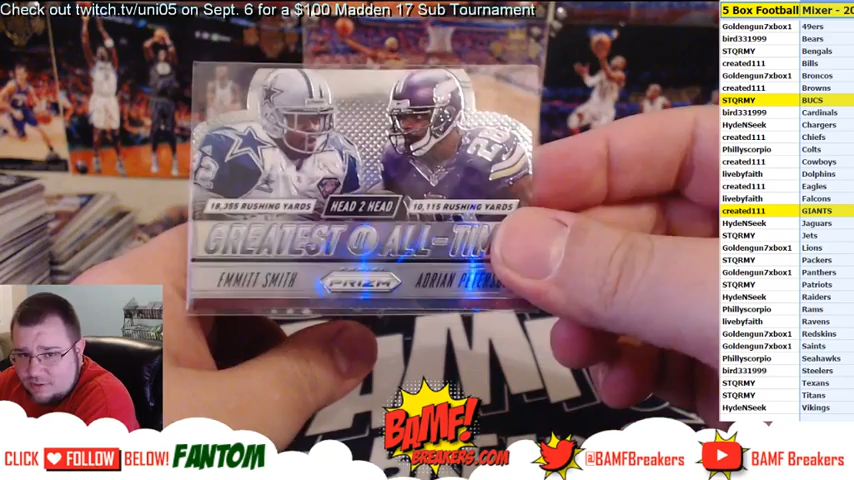 Check out twitch.tv/uni05 on Sept. 6 for a $100 Madden 17 Sub Tournament
5 Box Football Mixer - 20
Goldengun7xbox1 49ers
bird331999 Bears
STQRMY Bengals
created111 Bills
Goldengun7xbox1 Broncos
created111 Browns
STQRMY BUCS
bird331999 Cardinals
HydeNSeek Chargers
created111 Chiefs
Phillyscorpio Colts
created111 Cowboys
livebyfaith Dolphins
created111 Eagles
livebyfaith Falcons
created111 GIANTS
HydeNSeek Jaguars
STQRMY Jets
Goldengun7xbox1 Lions
STQRMY Packers
Goldengun7xbox1 Panthers
STQRMY Patriots
HydeNSeek Raiders
Phillyscorpio Rams
livebyfaith Ravens
Goldengun7xbox1 Redskins
Goldengun7xbox1 Saints
Phillyscorpio Seahawks
bird331999 Steelers
STQRMY Texans
STQRMY Titans
HydeNSeek Vikings
18,355 RUSHING YARDS HEAD 2 HEAD 10,115 RUSHING YARDS
GREATEST OF ALL-TIM
EMMITT SMITH PRIZM ADRIAN PETERS
BAMF!
BREAKERS.COM
CLICK FOLLOW BELOW! FANTOM
@BAMFBreakers
BAMF Breakers